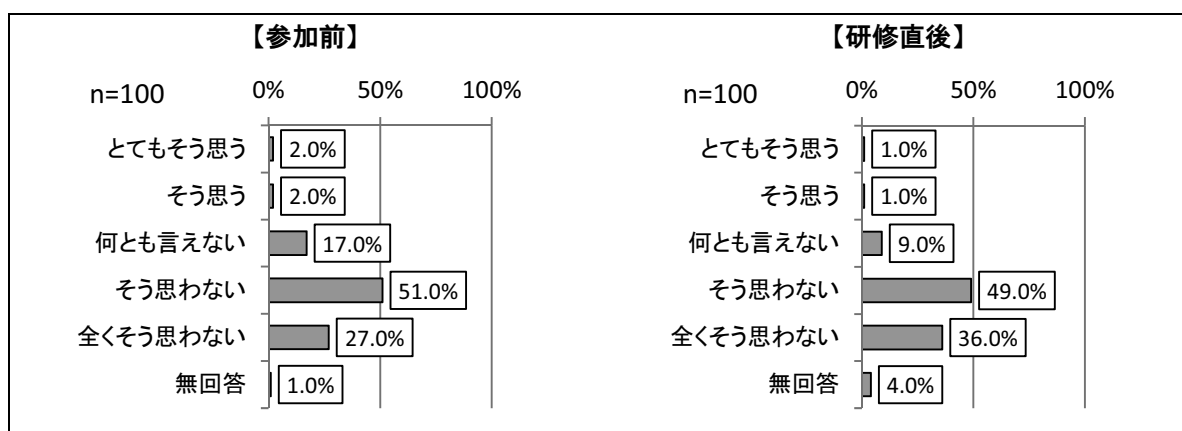 【参加前】
n=100
0%
50%
100%
とてもそう思う
2.0%
そう思う
2.0%
何とも言えない
17.0%
そう思わない
51.0%
全くそう思わない
27.0%
無回答
1.0%
【研修直後】
n=100
0%
50%
100%
とてもそう思う
1.0%
そう思う
1.0%
何とも言えない
9.0%
そう思わない
49.0%
全くそう思わない
36.0%
無回答
4.0%